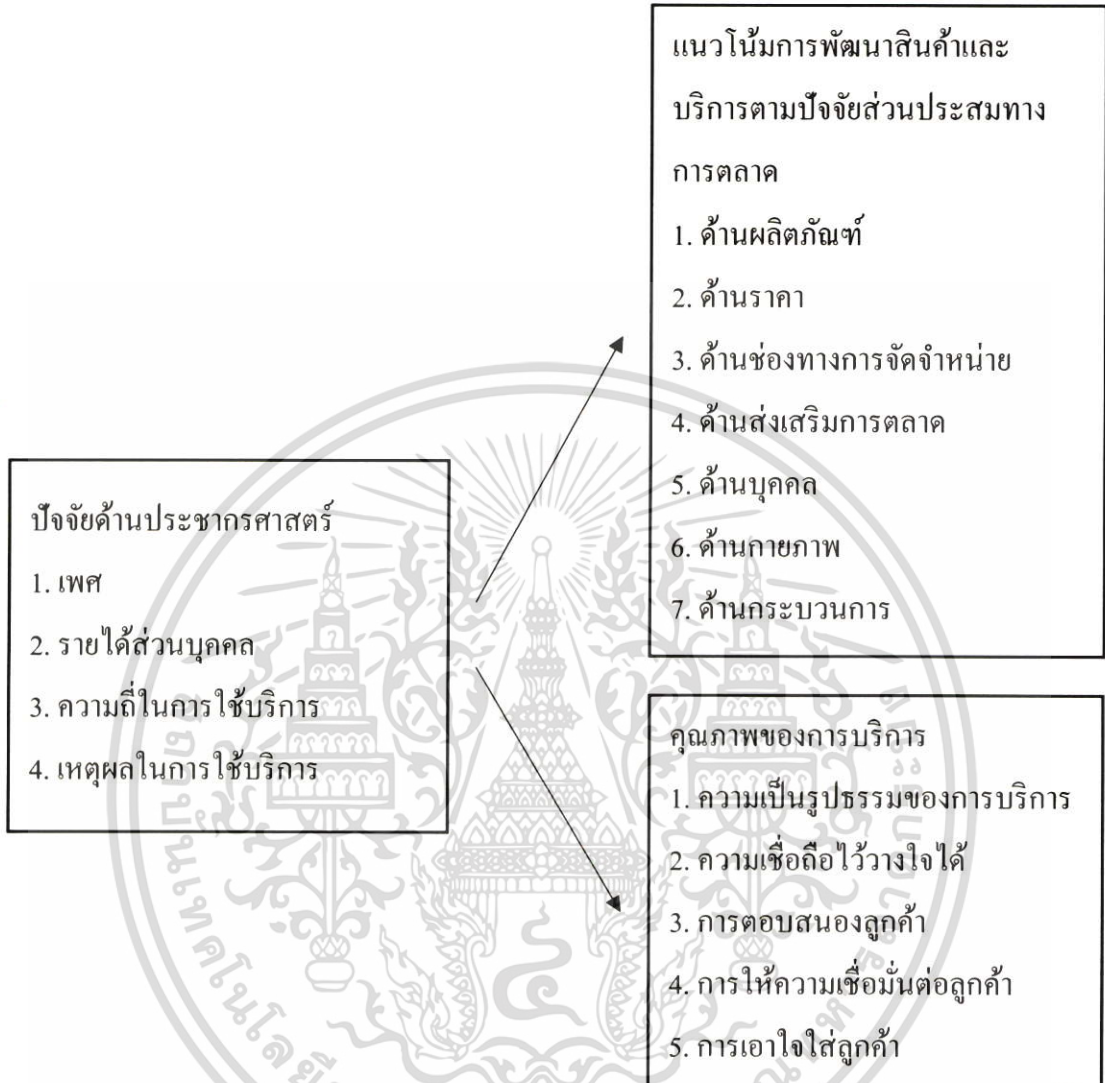 แนวโน้มการพัฒนาสินค้าและ
บริการตามปัจจัยส่วนประสมทาง
การตลาด
1. ด้านผลิตภัณฑ์
2. ด้านราคา
3. ด้านช่องทางการจัดจำหน่าย
4. ด้านส่งเสริมการตลาด
5. ด้านบุคคล
6. ด้านกายภาพ
7. ด้านกระบวนการ
ปัจจัยด้านประชากรศาสตร์
1. เพศ
2. รายได้ส่วนบุคคล
3. ความถี่ในการใช้บริการ
4. เหตุผลในการใช้บริการ
คุณภาพของการบริการ
1. ความเป็นรูปธรรมของการบริการ
2. ความเชื่อถือไว้วางใจได้
3. การตอบสนองลูกค้า
4. การให้ความเชื่อมั่นต่อลูกค้า
5. การเอาใจใส่ลูกค้า